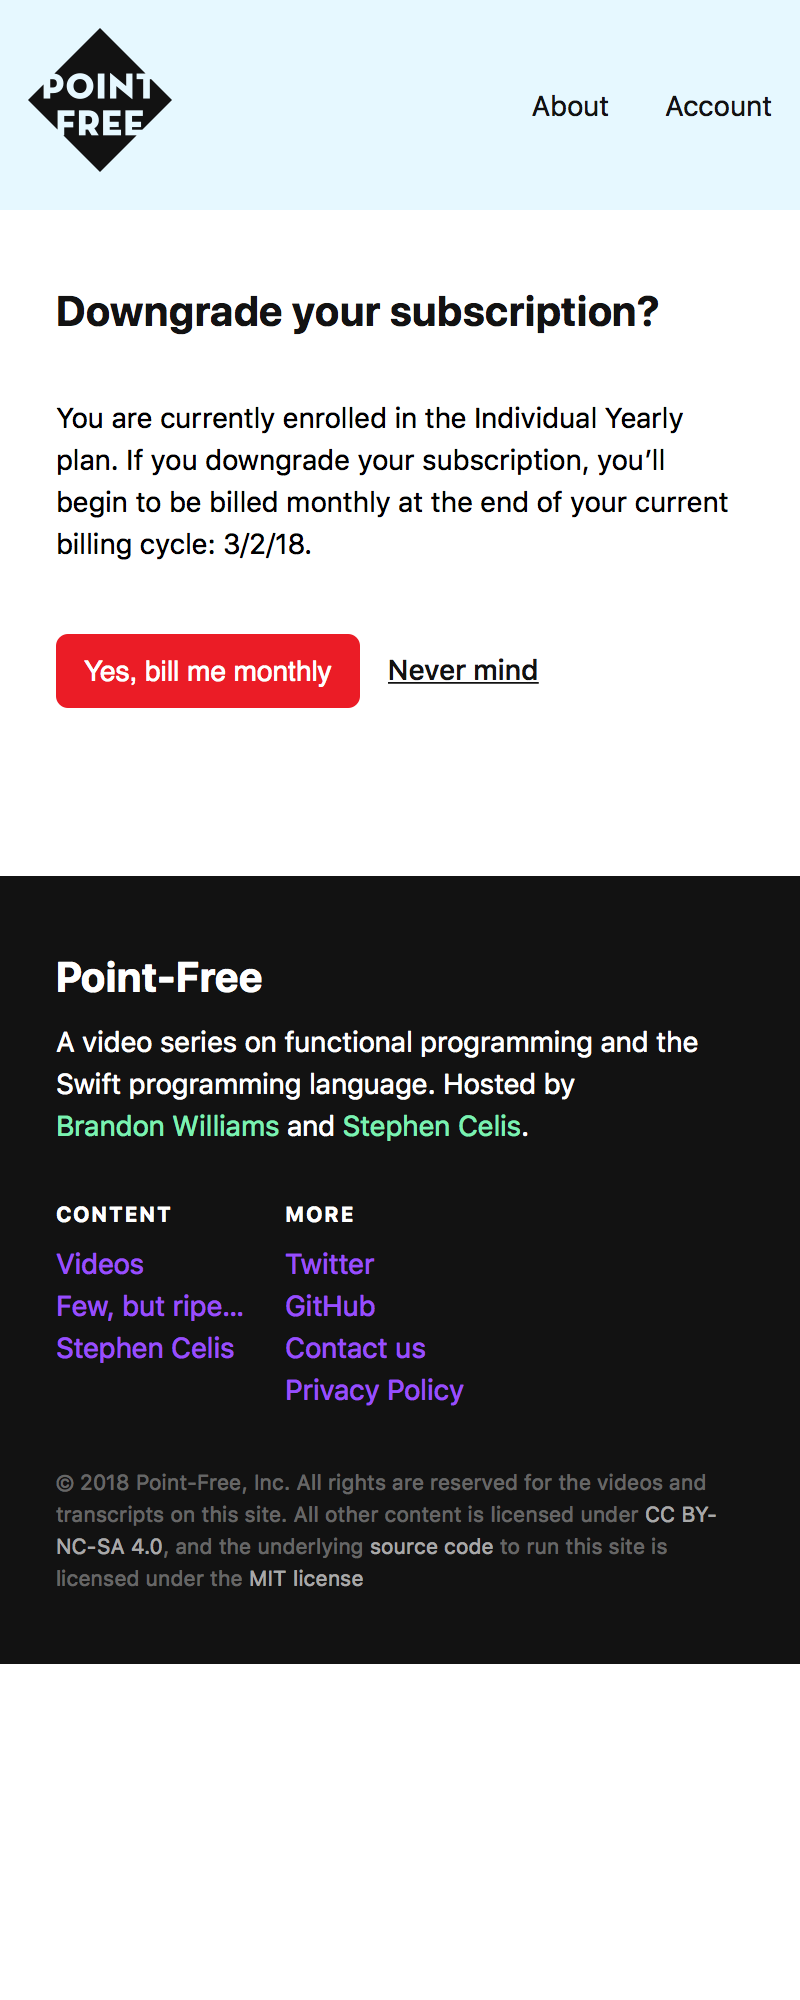 POINT
FREE
About Account
Downgrade your subscription?
You are currently enrolled in the Individual Yearly
plan. If you downgrade your subscription, you’ll
begin to be billed monthly at the end of your current
billing cycle: 3/2/18.
Yes, bill me monthly Never mind
Point-Free
A video series on functional programming and the
Swift programming language. Hosted by
Brandon Williams and Stephen Celis.
CONTENT
Videos
Few, but ripe…
Stephen Celis
MORE
Twitter
GitHub
Contact us
Privacy Policy
© 2018 Point-Free, Inc. All rights are reserved for the videos and
transcripts on this site. All other content is licensed under CC BY-
NC-SA 4.0, and the underlying source code to run this site is
licensed under the MIT license